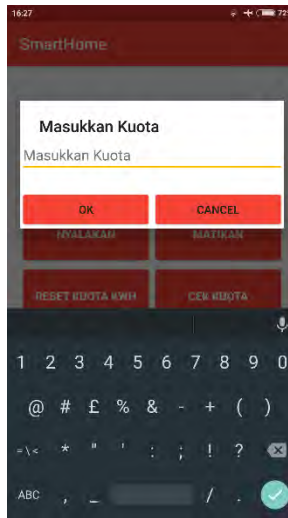 16:27
72%
SmartHome
Masukkan Kuota
Masukkan Kuota
OK CANCEL
NYALAKAN MATIKAN
RESET KUOTA KWH CEK KUOTA
1 2 3 4 5 6 7 8 9 0
@ # £ % & - + ( )
=\< * " ' : ; ! ? 
ABC , _ / .